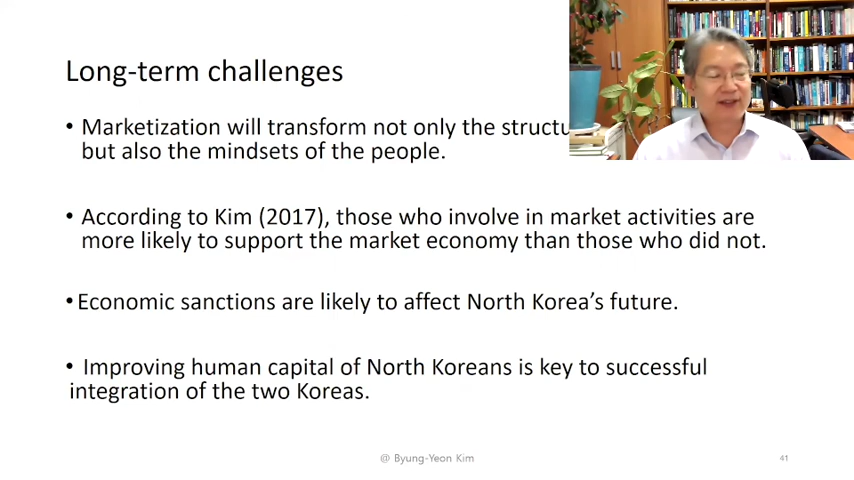 Long-term challenges
• Marketization will transform not only the
but also the mindsets of the people.
• According to Kim (2017), those who involve in market activities are
more likely to support the market economy than those who did not.
• Economic sanctions are likely to affect North Korea’s future.
• Improving human capital of North Koreans is key to successful
integration of the two Koreas.
@ Byung-Yeon Kim
41